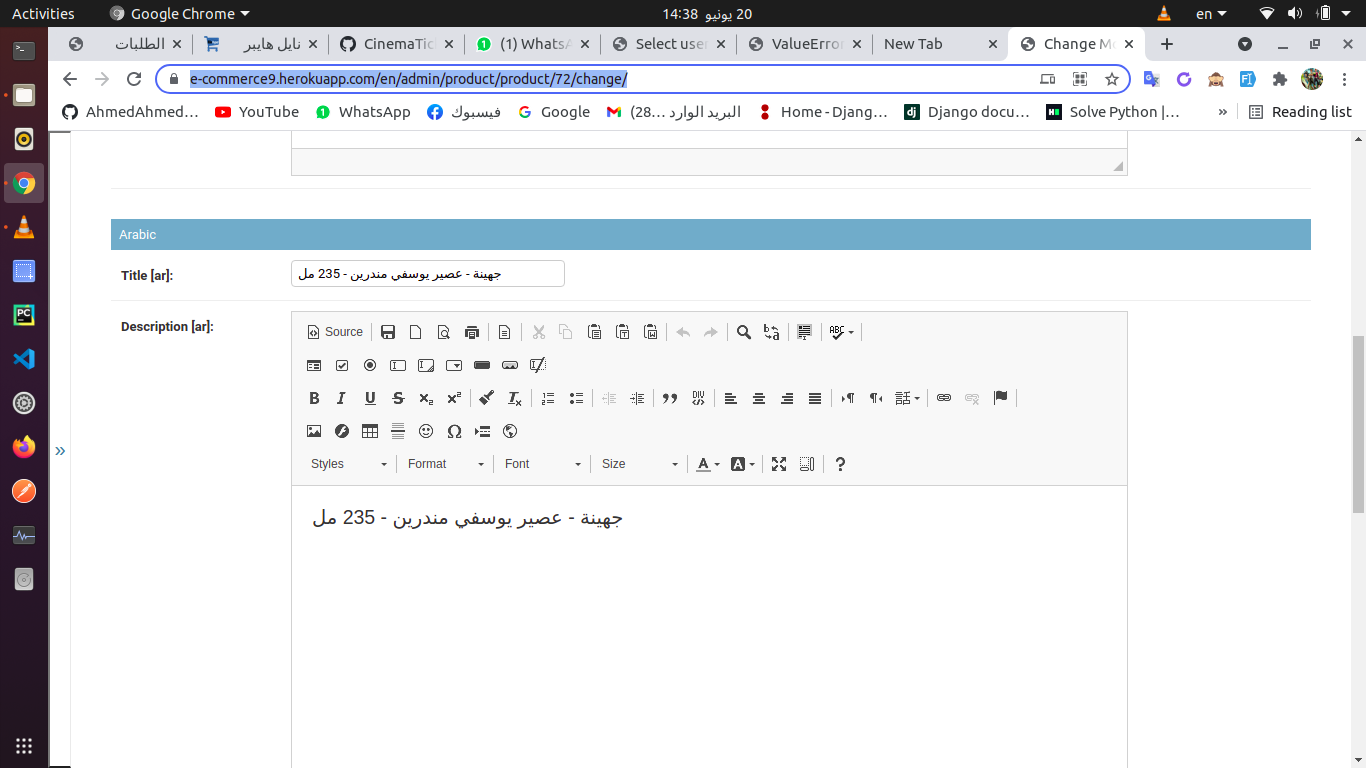 Activities
Google Chrome
20 يونيو 14:38
en
الطلبات
نايل هايبر
CinemaTic
(1) WhatsA
Select user
ValueError
New Tab
Change Mo
e-commerce9.herokuapp.com/en/admin/product/product/72/change/
AhmedAhmed…
YouTube
WhatsApp
فيسبوك
Google
البريد الوارد (28…
Home - Djang…
Django docu…
Solve Python |…
»
Reading list
Arabic
Title [ar]:
جهينة - عصير يوسفي مندرين - 235 مل
Description [ar]:
Source
Styles
Format
Font
Size
جهينة - عصير يوسفي مندرين - 235 مل
»